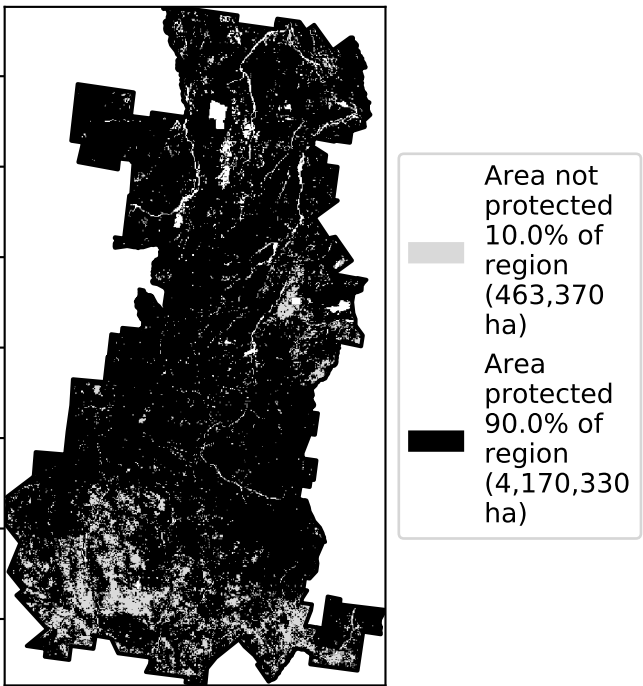 Area not
protected
10.0% of
region
(463,370
ha)
Area
protected
90.0% of
region
(4,170,330
ha)